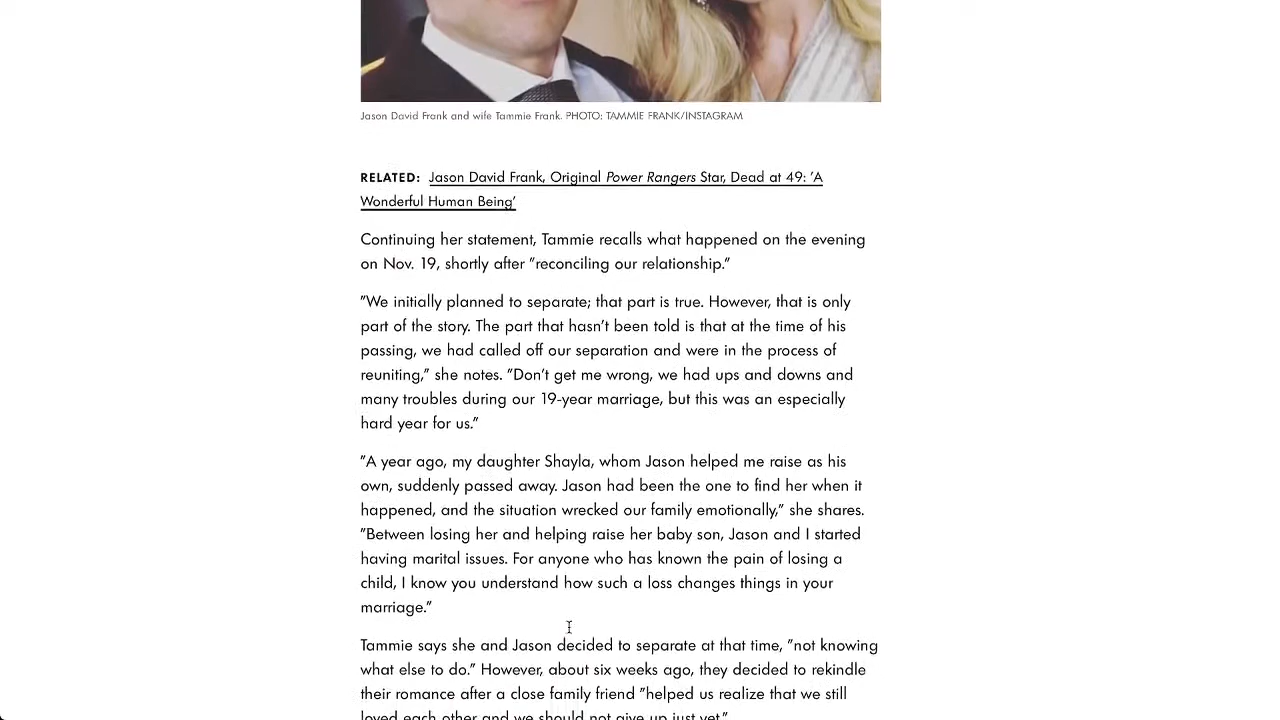 Jason David Frank and wife Tammie Frank. PHOTO: TAMMIE FRANK/INSTAGRAM
RELATED: Jason David Frank, Original Power Rangers Star, Dead at 49: 'A
Wonderful Human Being'
Continuing her statement, Tammie recalls what happened on the evening
on Nov. 19, shortly after "reconciling our relationship."
"We initially planned to separate; that part is true. However, that is only
part of the story. The part that hasn't been told is that at the time of his
passing, we had called off our separation and were in the process of
reuniting," she notes. "Don't get me wrong, we had ups and downs and
many troubles during our 19-year marriage, but this was an especially
hard year for us."
"A year ago, my daughter Shayla, whom Jason helped me raise as his
own, suddenly passed away. Jason had been the one to find her when it
happened, and the situation wrecked our family emotionally," she shares.
"Between losing her and helping raise her baby son, Jason and I started
having marital issues. For anyone who has known the pain of losing a
child, I know you understand how such a loss changes things in your
marriage."
Tammie says she and Jason decided to separate at that time, "not knowing
what else to do." However, about six weeks ago, they decided to rekindle
their romance after a close family friend "helped us realize that we still
loved each other and we should not give up just yet."